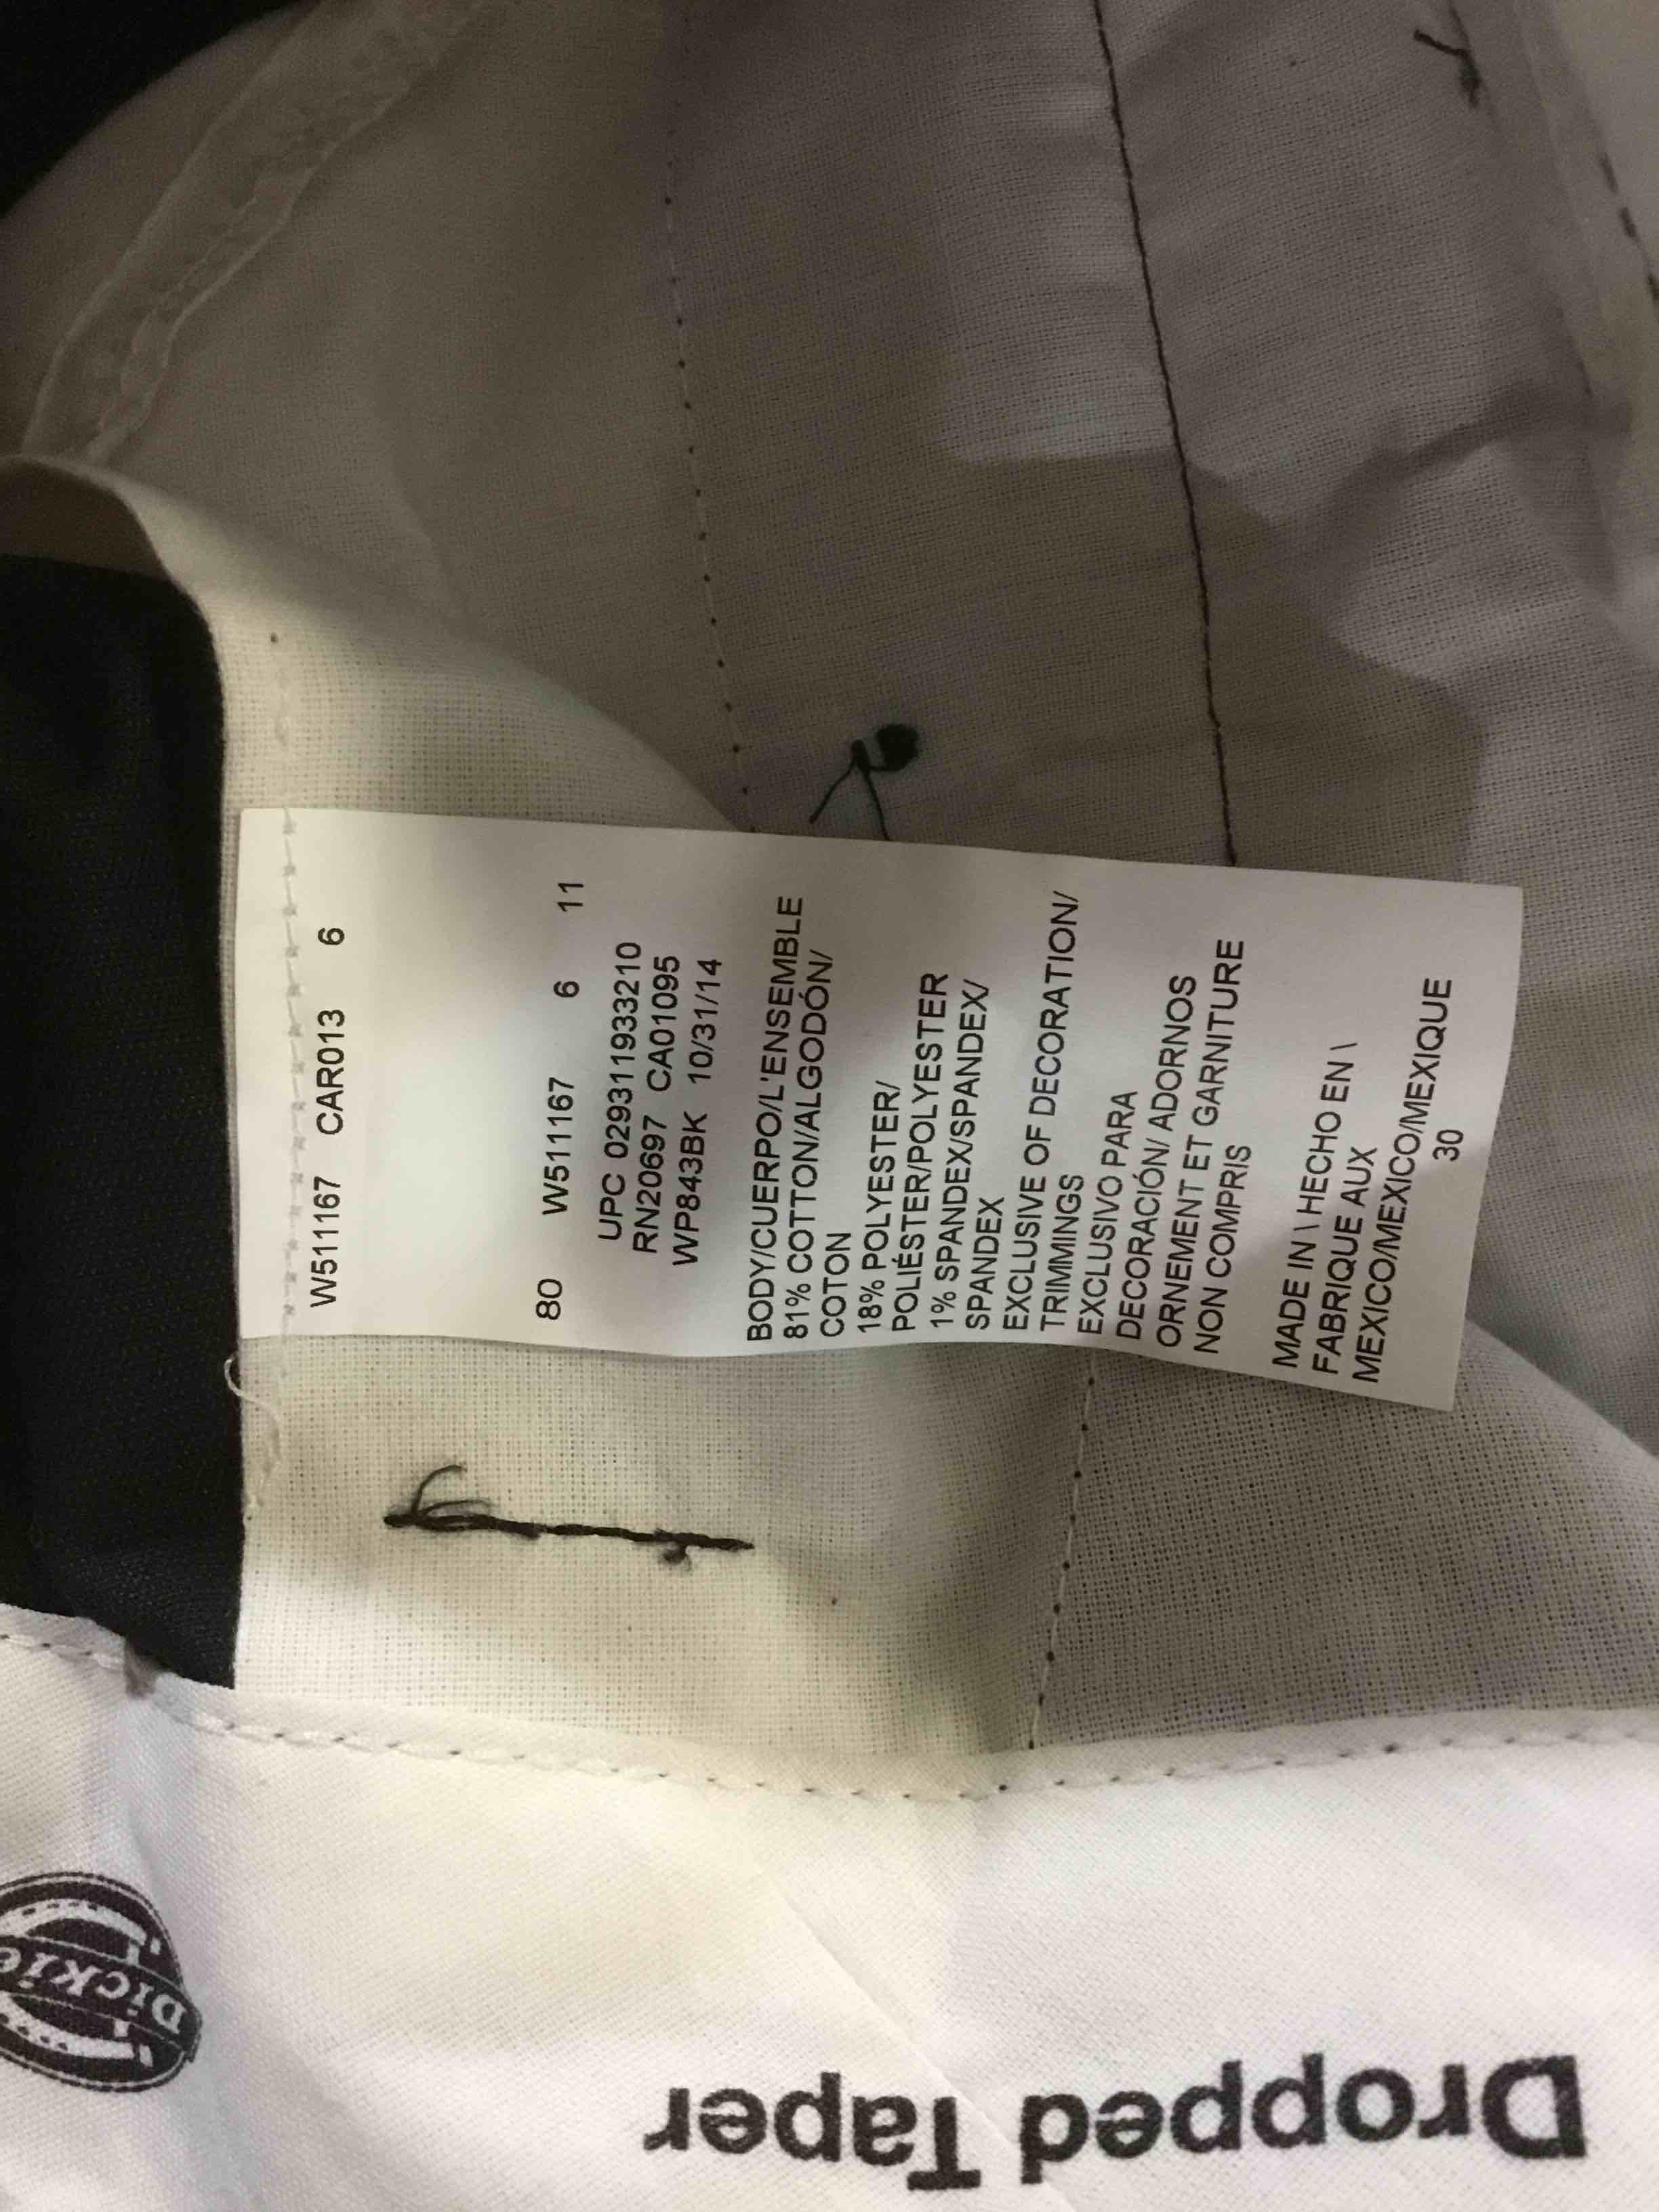 W511167 CAR013 6
80 W511167 6 11
UPC 029311933210
RN20697 CA01095
WP843BK 10/31/14
BODY/CUERPO/L'ENSEMBLE
81% COTTON/ALGODÓN/
COTON
18% POLYESTER/
POLIÉSTER/POLYESTER
1% SPANDEX/SPANDEX/
SPANDEX
EXCLUSIVE OF DECORATION/
TRIMMINGS
EXCLUSIVO PARA
DECORACIÓN/ ADORNOS
ORNEMENT ET GARNITURE
NON COMPRIS
MADE IN \ HECHO EN \
FABRIQUE AUX
MEXICO/MEXICO/MEXIQUE
30
Dickie
Dropped Taper